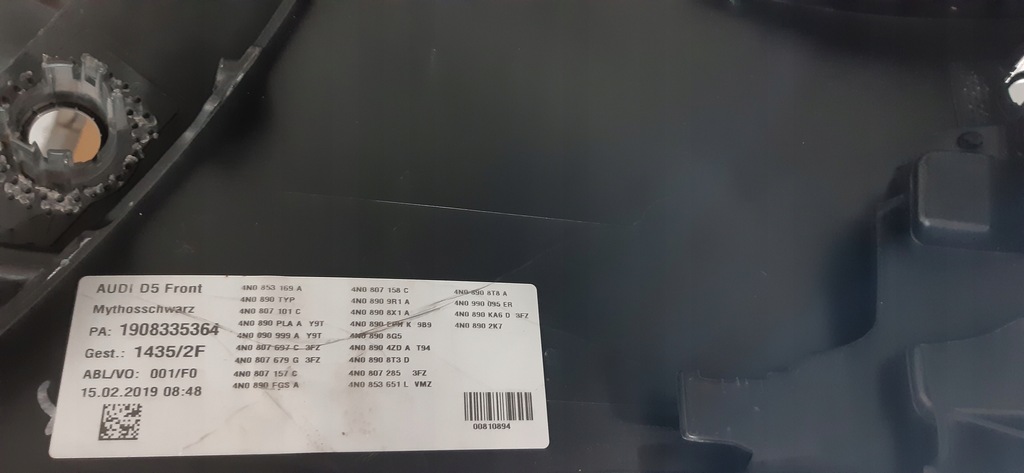 AUDI D5 Front
Mythosschwarz
PA: 1908335364
Gest.: 1435/2F
ABL/VO: 001/F0
15.02.2019 08:48
4N0 853 169 A
4N0 890 TYP
4N0 807 101 C
4N0 890 PLA A Y9T
4N0 890 999 A Y9T
4N0 807 697 C 3FZ
4N0 807 679 G 3FZ
4N0 807 157 C
4N0 890 FGS A
4N0 807 158 C
4N0 890 9R1 A
4N0 890 8X1 A
4N0 890 K 9B9
4N0 890 8G5
4N0 890 4ZD A T94
4N0 890 8T3 D
4N0 807 285 3FZ
4N0 853 651 L VMZ
4N0 890 8T8 A
4N0 990 095 ER
4N0 890 KA6 D 3FZ
4N0 890 2K7
00810894